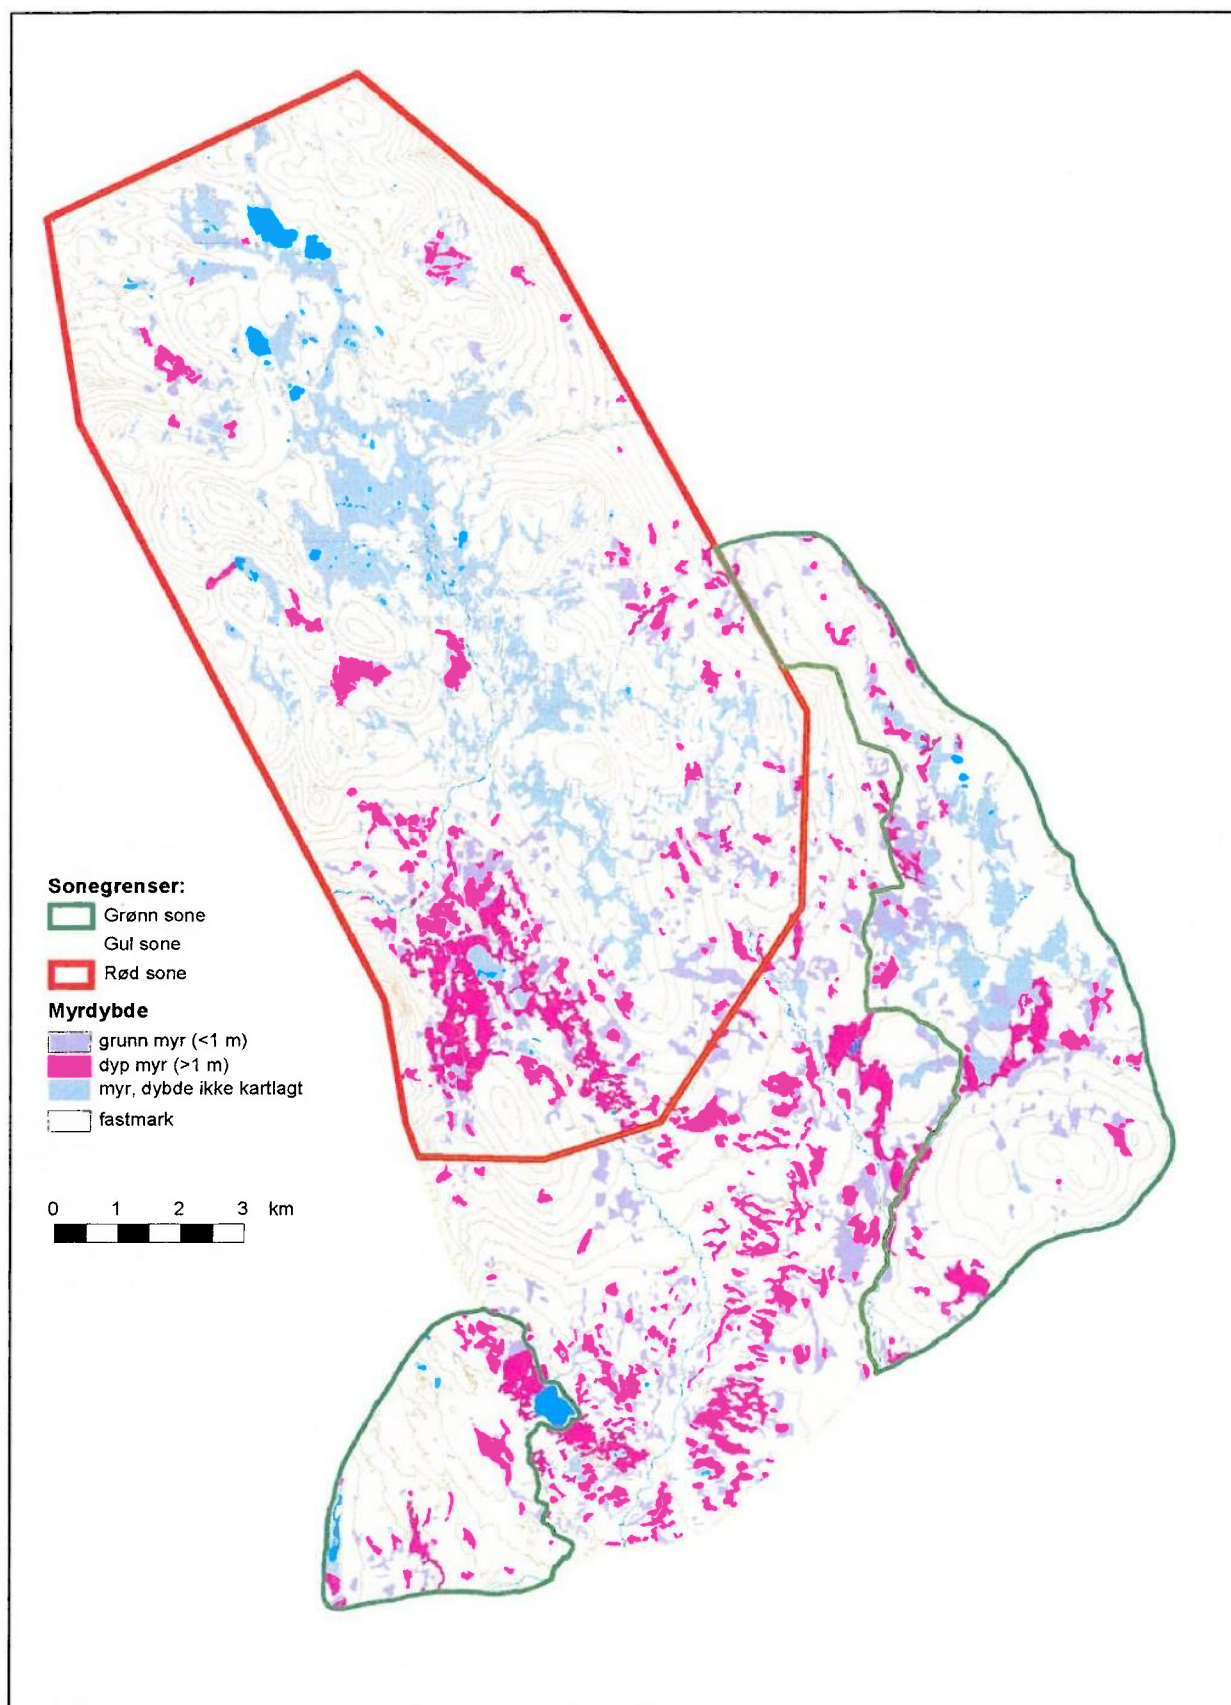 Sonegrenser:
Grønn sone
Gul sone
Rød sone
Myrdybde
grunn myr (<1 m)
dyp myr (>1 m)
myr, dybde ikke kartlagt
fastmark
0 1 2 3 km